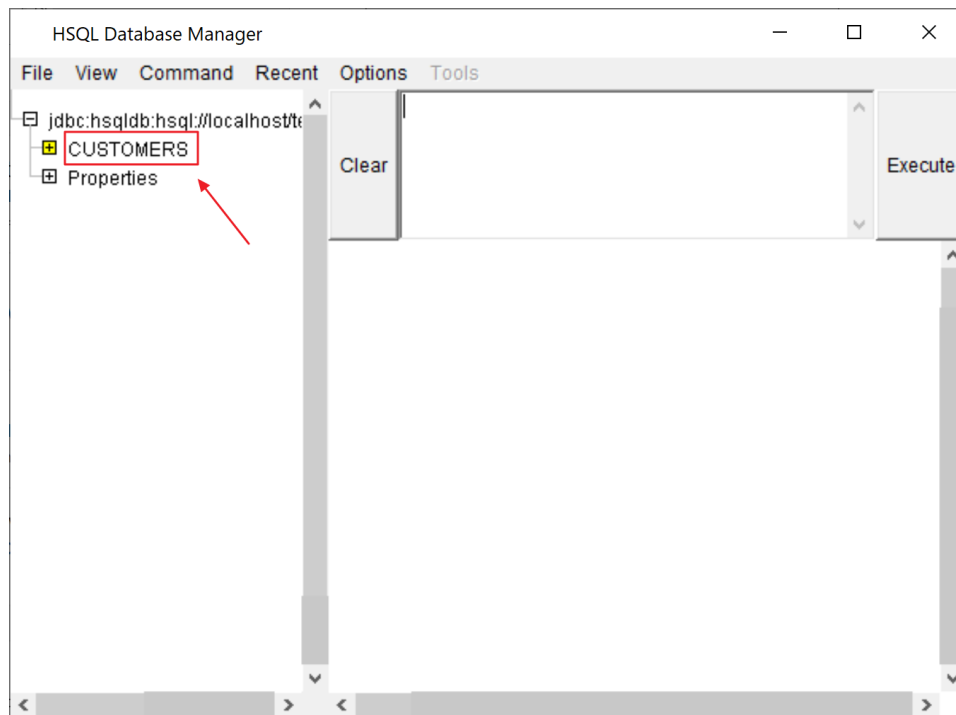 HSQL Database Manager
File View Command Recent Options Tools
jdbc:hsqldb:hsql://localhost/te
CUSTOMERS
Properties
Clear
Execute